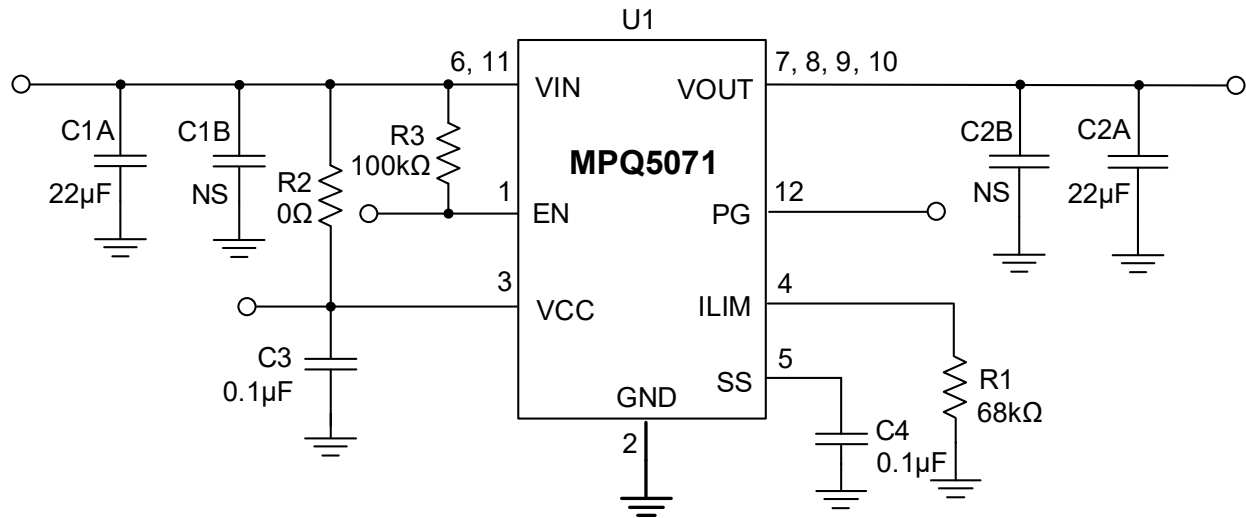 U1
6, 11
7, 8, 9, 10
VIN
VOUT
C1A
22µF
C1B
NS
R2
0Ω
R3
100kΩ
MPQ5071
C2B
NS
C2A
22µF
1
EN
PG
12
3
VCC
ILIM
4
C3
0.1µF
SS
5
R1
68kΩ
GND
2
C4
0.1µF